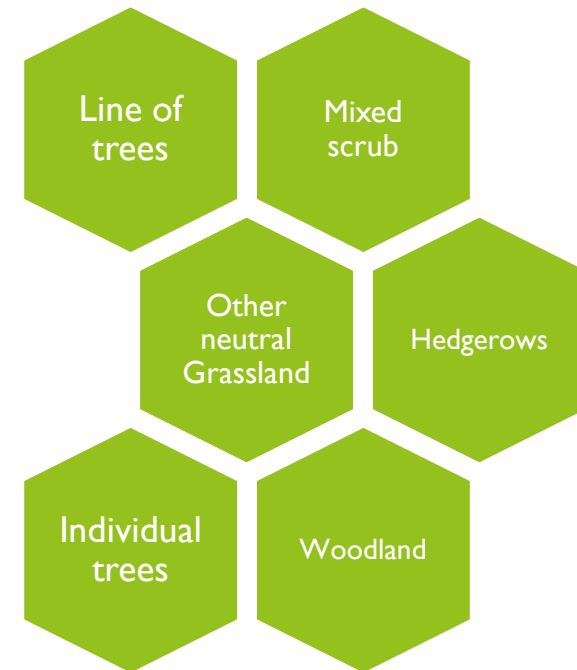 Line of
trees
Mixed
scrub
Other
neutral
Grassland
Hedgerows
Individual
trees
Woodland